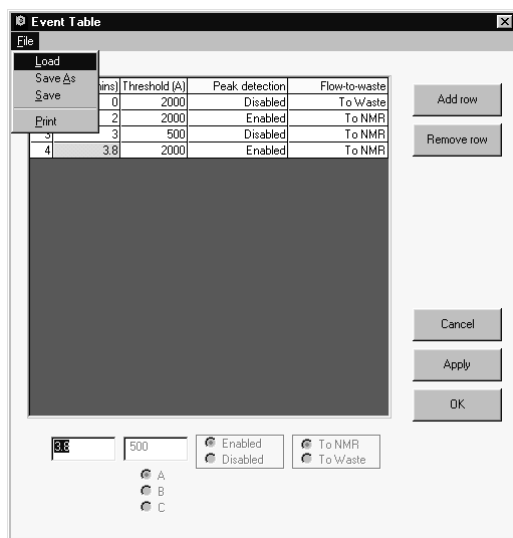 Event Table
File
Load
Save As
Save
Print
ins) Threshold (A) Peak detection Flow-to-waste
0 2000 Disabled To Waste
2 2000 Enabled To NMR
3 3 500 Disabled To NMR
4 3.8 2000 Enabled To NMR
Add row
Remove row
Cancel
Apply
OK
3.8 500 Enabled To NMR
Disabled To Waste
A
B
C